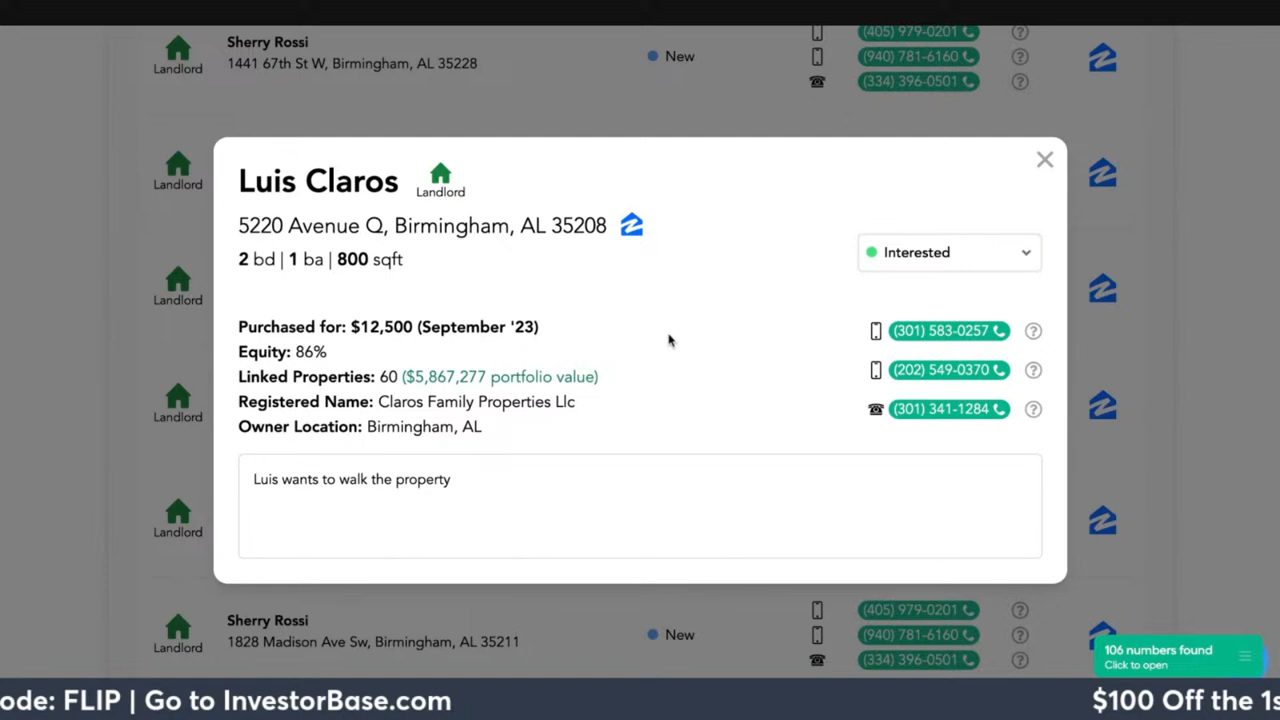 Sherry Rossi
1441 67th St W, Birmingham, AL 35228
Landlord
New
(405) 979-0201
(940) 781-6160
(334) 396-0501
Landlord
Landlord
Landlord
Landlord
Luis Claros
Landlord
5220 Avenue Q, Birmingham, AL 35208
2 bd | 1 ba | 800 sqft
Interested
Purchased for: $12,500 (September '23)
Equity: 86%
Linked Properties: 60 ($5,867,277 portfolio value)
Registered Name: Claros Family Properties Llc
Owner Location: Birmingham, AL
(301) 583-0257
(202) 549-0370
(301) 341-1284
Luis wants to walk the property
Sherry Rossi
1828 Madison Ave Sw, Birmingham, AL 35211
Landlord
New
(405) 979-0201
(940) 781-6160
(334) 396-0501
106 numbers found
Click to open
ode: FLIP | Go to InvestorBase.com
$100 Off the 1s